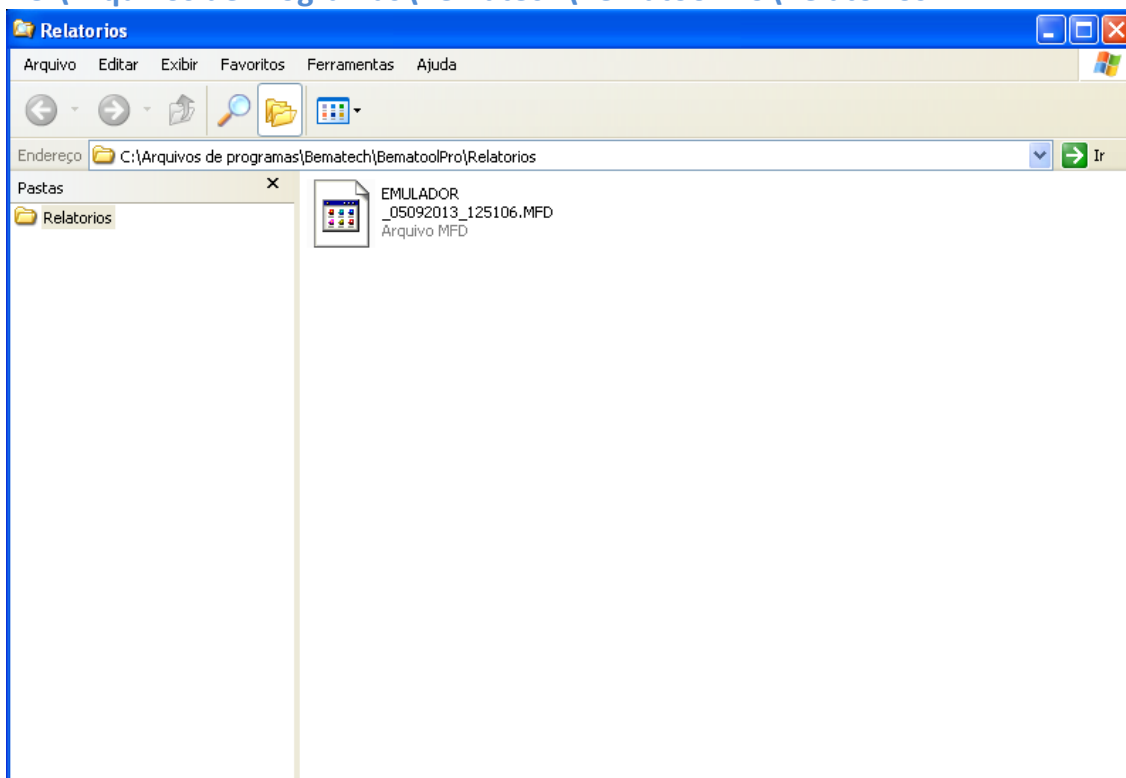 Relatorios
Arquivo Editar Exibir Favoritos Ferramentas Ajuda
Endereço C:\Arquivos de programas\Bematech\BematoolPro\Relatorios Ir
Pastas
Relatorios
EMULADOR
_05092013_125106.MFD
Arquivo MFD